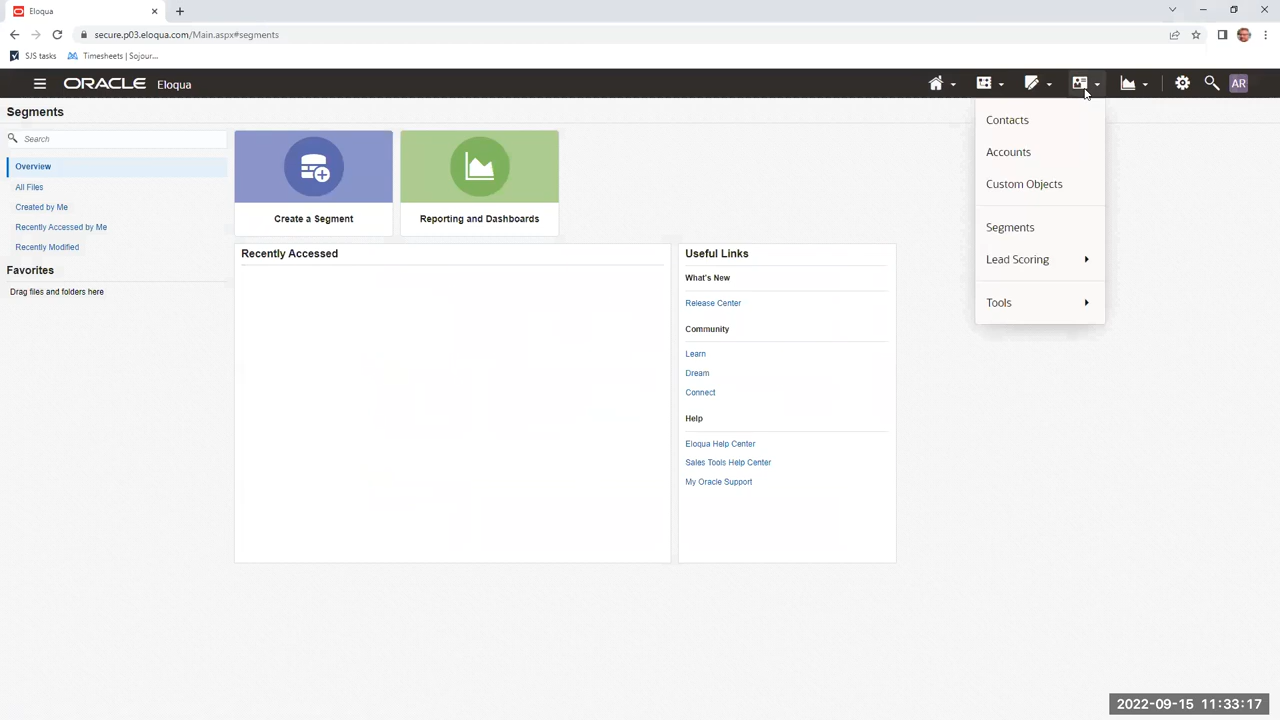 Eloqua
secure.p03.eloqua.com/Main.aspx#segments
SJS tasks
Timesheets | Sojour...
ORACLE Eloqua
AR
Segments
Search
Overview
All Files
Created by Me
Recently Accessed by Me
Recently Modified
Favorites
Drag files and folders here
Create a Segment
Reporting and Dashboards
Recently Accessed
Useful Links
What's New
Release Center
Community
Learn
Dream
Connect
Help
Eloqua Help Center
Sales Tools Help Center
My Oracle Support
Contacts
Accounts
Custom Objects
Segments
Lead Scoring
Tools
2022-09-15 11:33:17